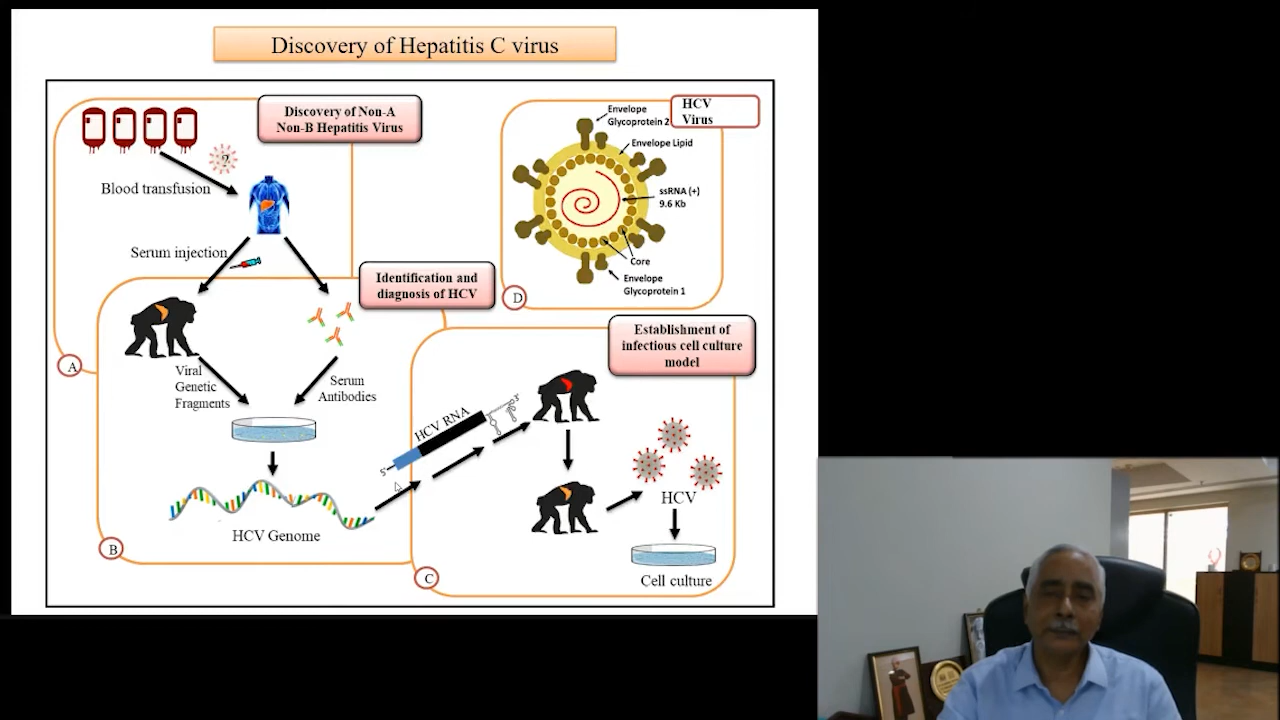 Discovery of Hepatitis C virus
Discovery of Non-A
Non-B Hepatitis Virus
?
Blood transfusion
Serum injection
A
Identification and
diagnosis of HCV
Viral
Genetic
Fragments
Serum
Antibodies
HCV Genome
B
HCV
Virus
Envelope
Glycoprotein 2
Envelope Lipid
ssRNA (+)
9.6 Kb
Core
Envelope
Glycoprotein 1
D
Establishment of
infectious cell culture
model
5'
HCV RNA
3'
HCV
Cell culture
C